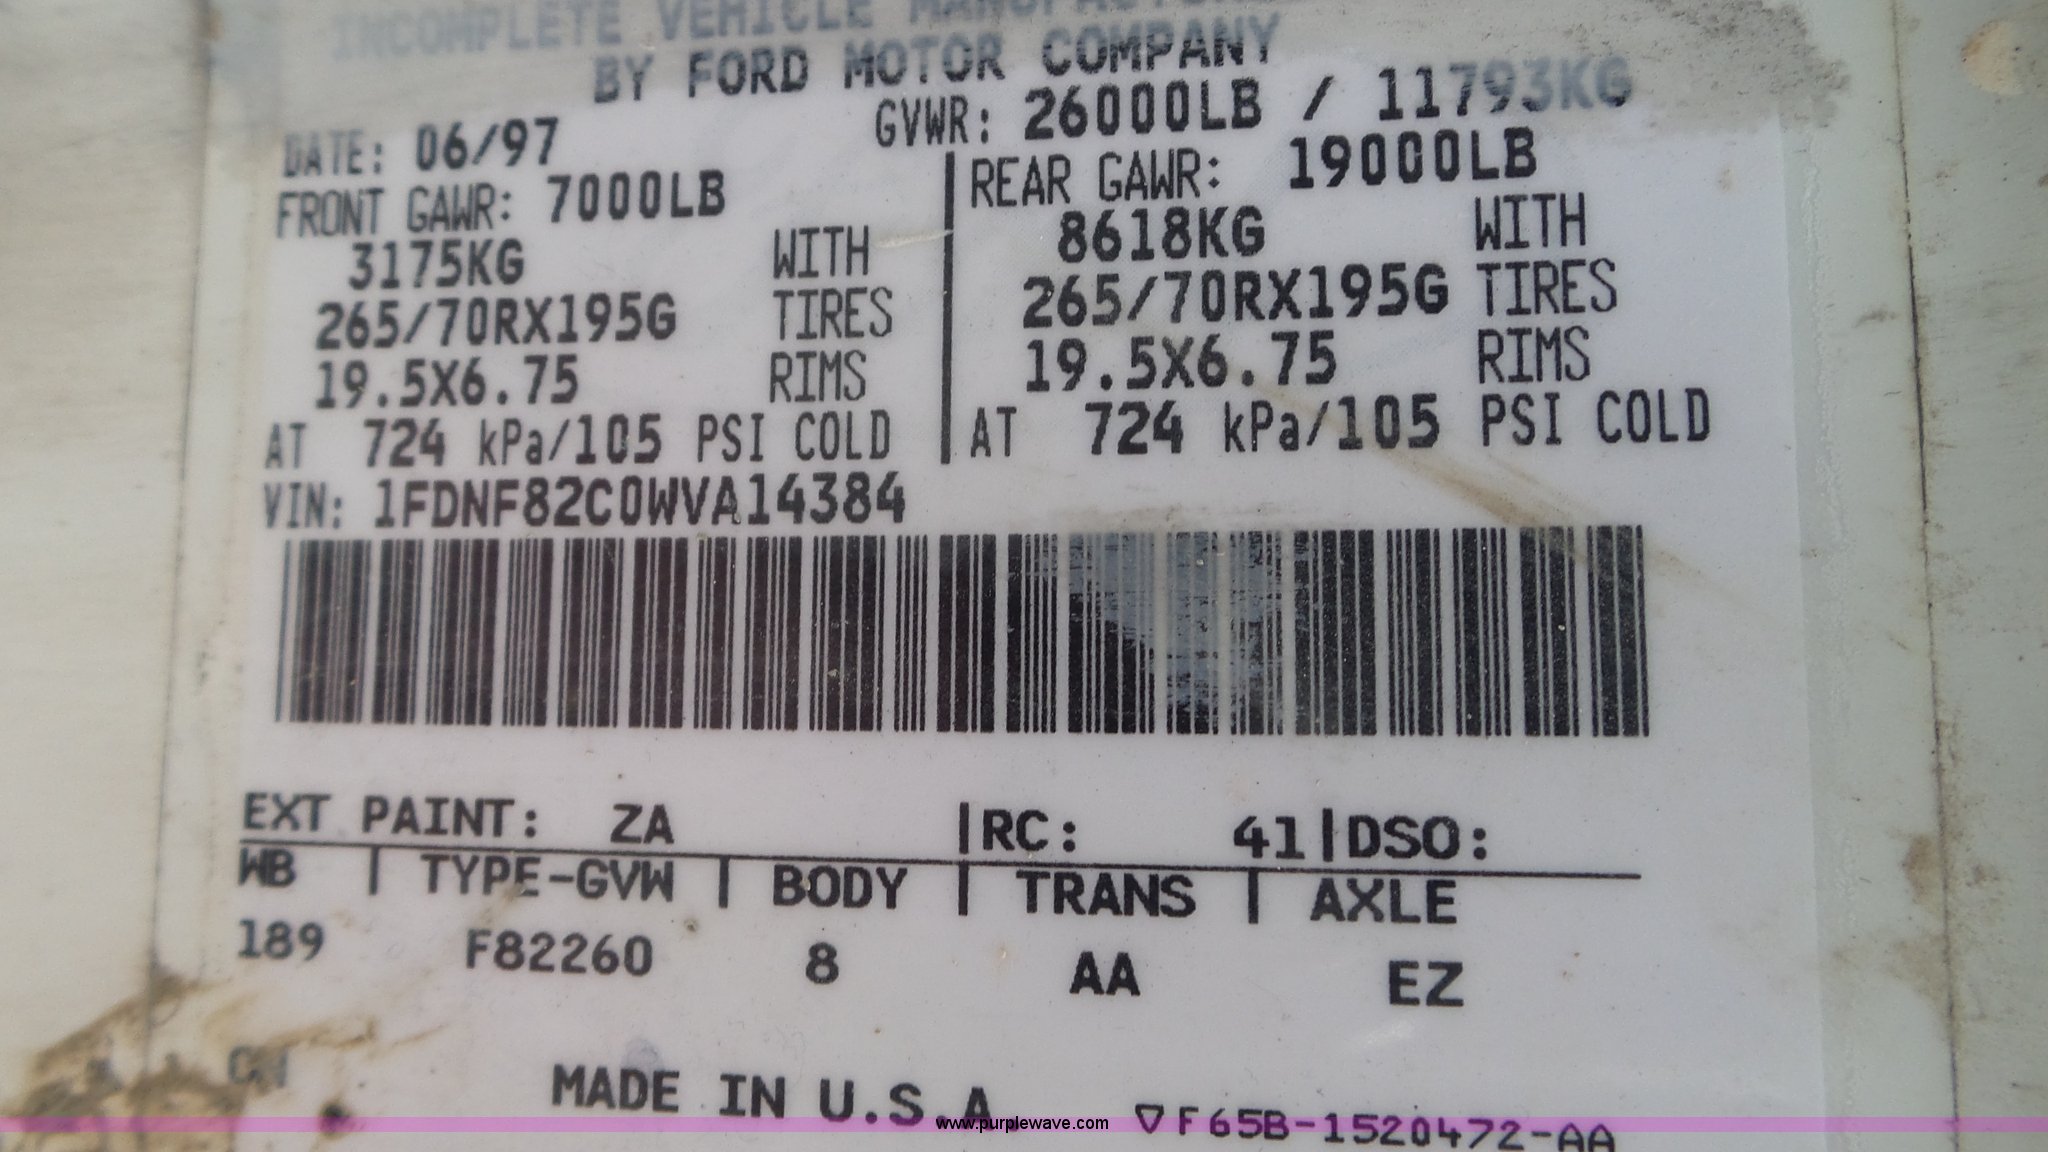 INCOMPLETE VEHICLE
BY FORD MOTOR COMPANY
GVWR: 26000LB / 11793KG
DATE: 06/97
FRONT GAWR: 7000LB
3175KG WITH
265/70RX195G TIRES
19.5X6.75 RIMS
AT 724 kPa/105 PSI COLD
REAR GAWR: 19000LB
8618KG WITH
265/70RX195G TIRES
19.5X6.75 RIMS
AT 724 kPa/105 PSI COLD
VIN: 1FDNF82C0WVA14384
EXT PAINT: ZA |RC: 41|DSO:
WB | TYPE-GVW | BODY | TRANS | AXLE
189 F82260 8 AA EZ
MADE IN U.S.A.
▽F65B-1520472-AA
www.purplewave.com